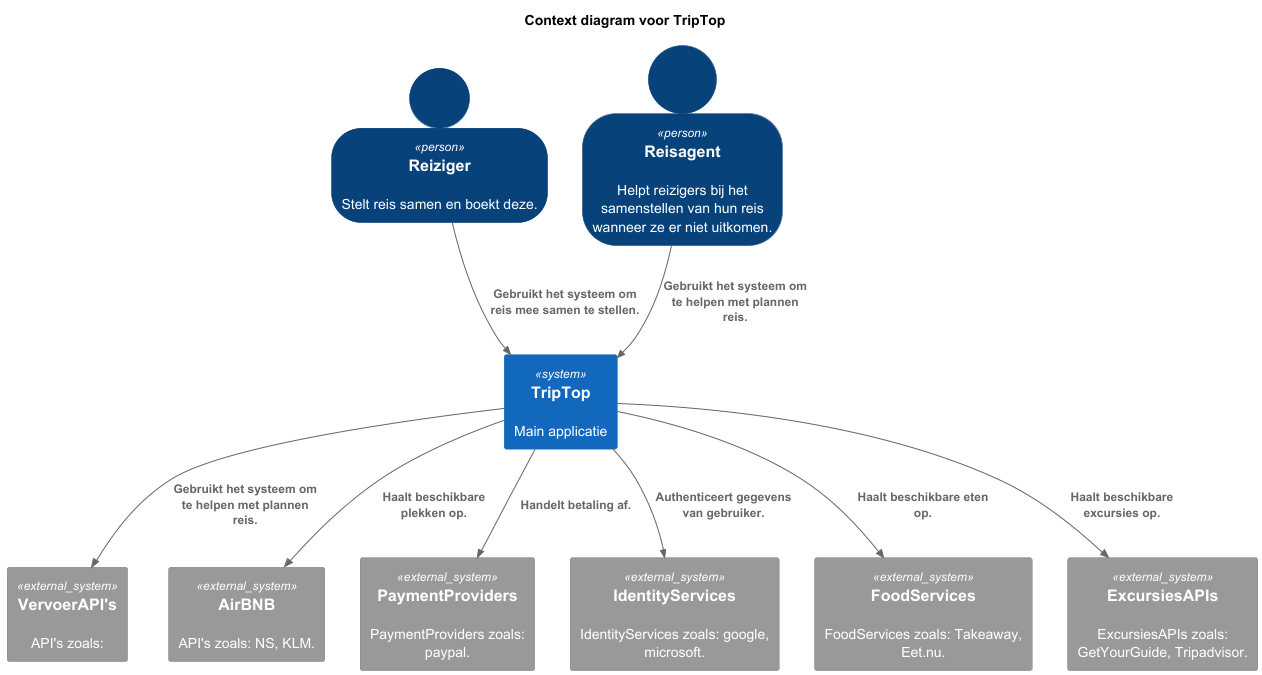 Context diagram voor TripTop
«person»
Reiziger
Stelt reis samen en boekt deze.
«person»
Reisagent
Helpt reizigers bij het
samenstellen van hun reis
wanneer ze er niet uitkomen.
Gebruikt het systeem om
reis mee samen te stellen.
Gebruikt het systeem om
te helpen met plannen
reis.
«system»
TripTop
Main applicatie
Gebruikt het systeem om
te helpen met plannen
reis.
Haalt beschikbare
plekken op.
Handelt betaling af.
Authenticeert gegevens
van gebruiker.
Haalt beschikbare eten
op.
Haalt beschikbare
excursies op.
«external_system»
VervoerAPI's
API's zoals:
«external_system»
AirBNB
API's zoals: NS, KLM.
«external_system»
PaymentProviders
PaymentProviders zoals:
paypal.
«external_system»
IdentityServices
IdentityServices zoals: google,
microsoft.
«external_system»
FoodServices
FoodServices zoals: Takeaway,
Eet.nu.
«external_system»
ExcursiesAPIs
ExcursiesAPIs zoals:
GetYourGuide, Tripadvisor.